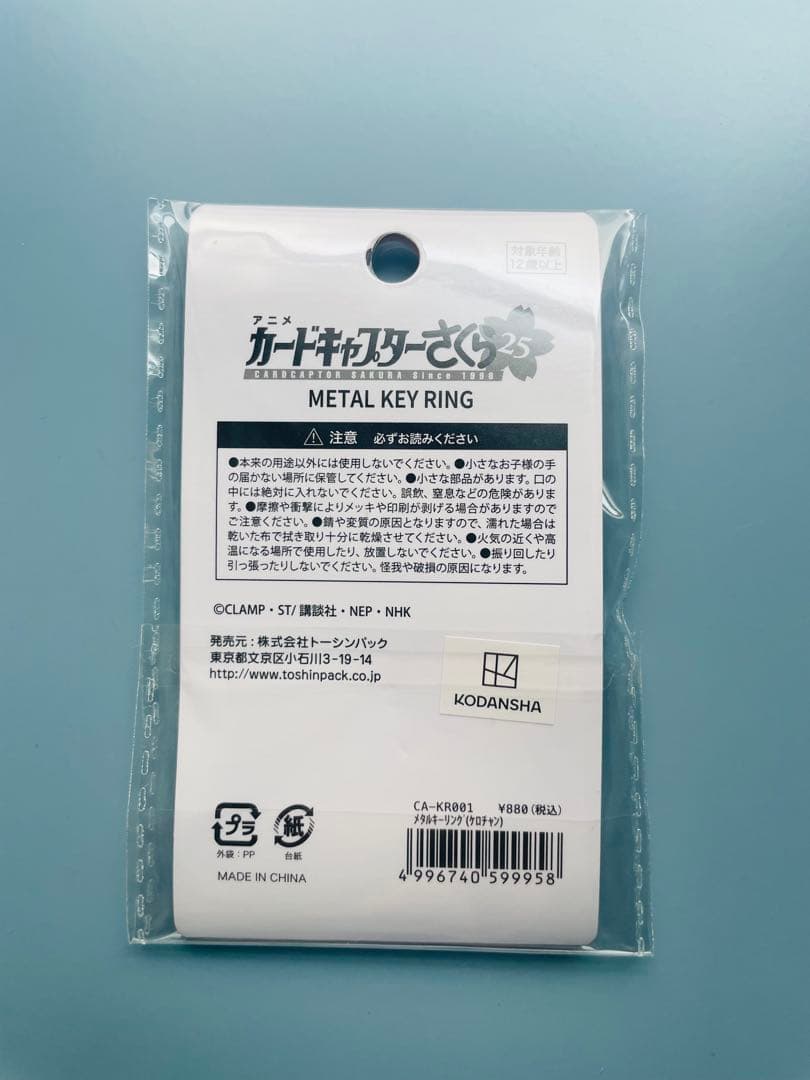 対象年齢
12歳以上
アニメ
カードキャプターさくら 25
CARDCAPTOR SAKURA Since 1998
METAL KEY RING
注意 必ずお読みください
●本来の用途以外には使用しないでください。●小さなお子様の手
の届かない場所に保管してください。●小さな部品があります。口の
中には絶対に入れないでください。誤飲、窒息などの危険がありま
す。●摩擦や衝撃によりメッキや印刷が剥げる場合がありますので
ご注意ください。●錆や変質の原因となりますので、濡れた場合は
乾いた布で拭き取り十分に乾燥させてください。●火気の近くや高
温になる場所で使用したり、放置しないでください。●振り回したり
引っ張ったりしないでください。怪我や破損の原因になります。
©CLAMP・ST/講談社・NEP・NHK
発売元:株式会社トーシンパック
東京都文京区小石川3-19-14
http://www.toshinpack.co.jp
KODANSHA
CA-KR001 ¥880(税込)
ﾒﾀﾙｷｰﾘﾝｸﾞ(ｹﾛﾁｬﾝ)
4 996740 599958
プラ
外袋:PP
紙
台紙
MADE IN CHINA